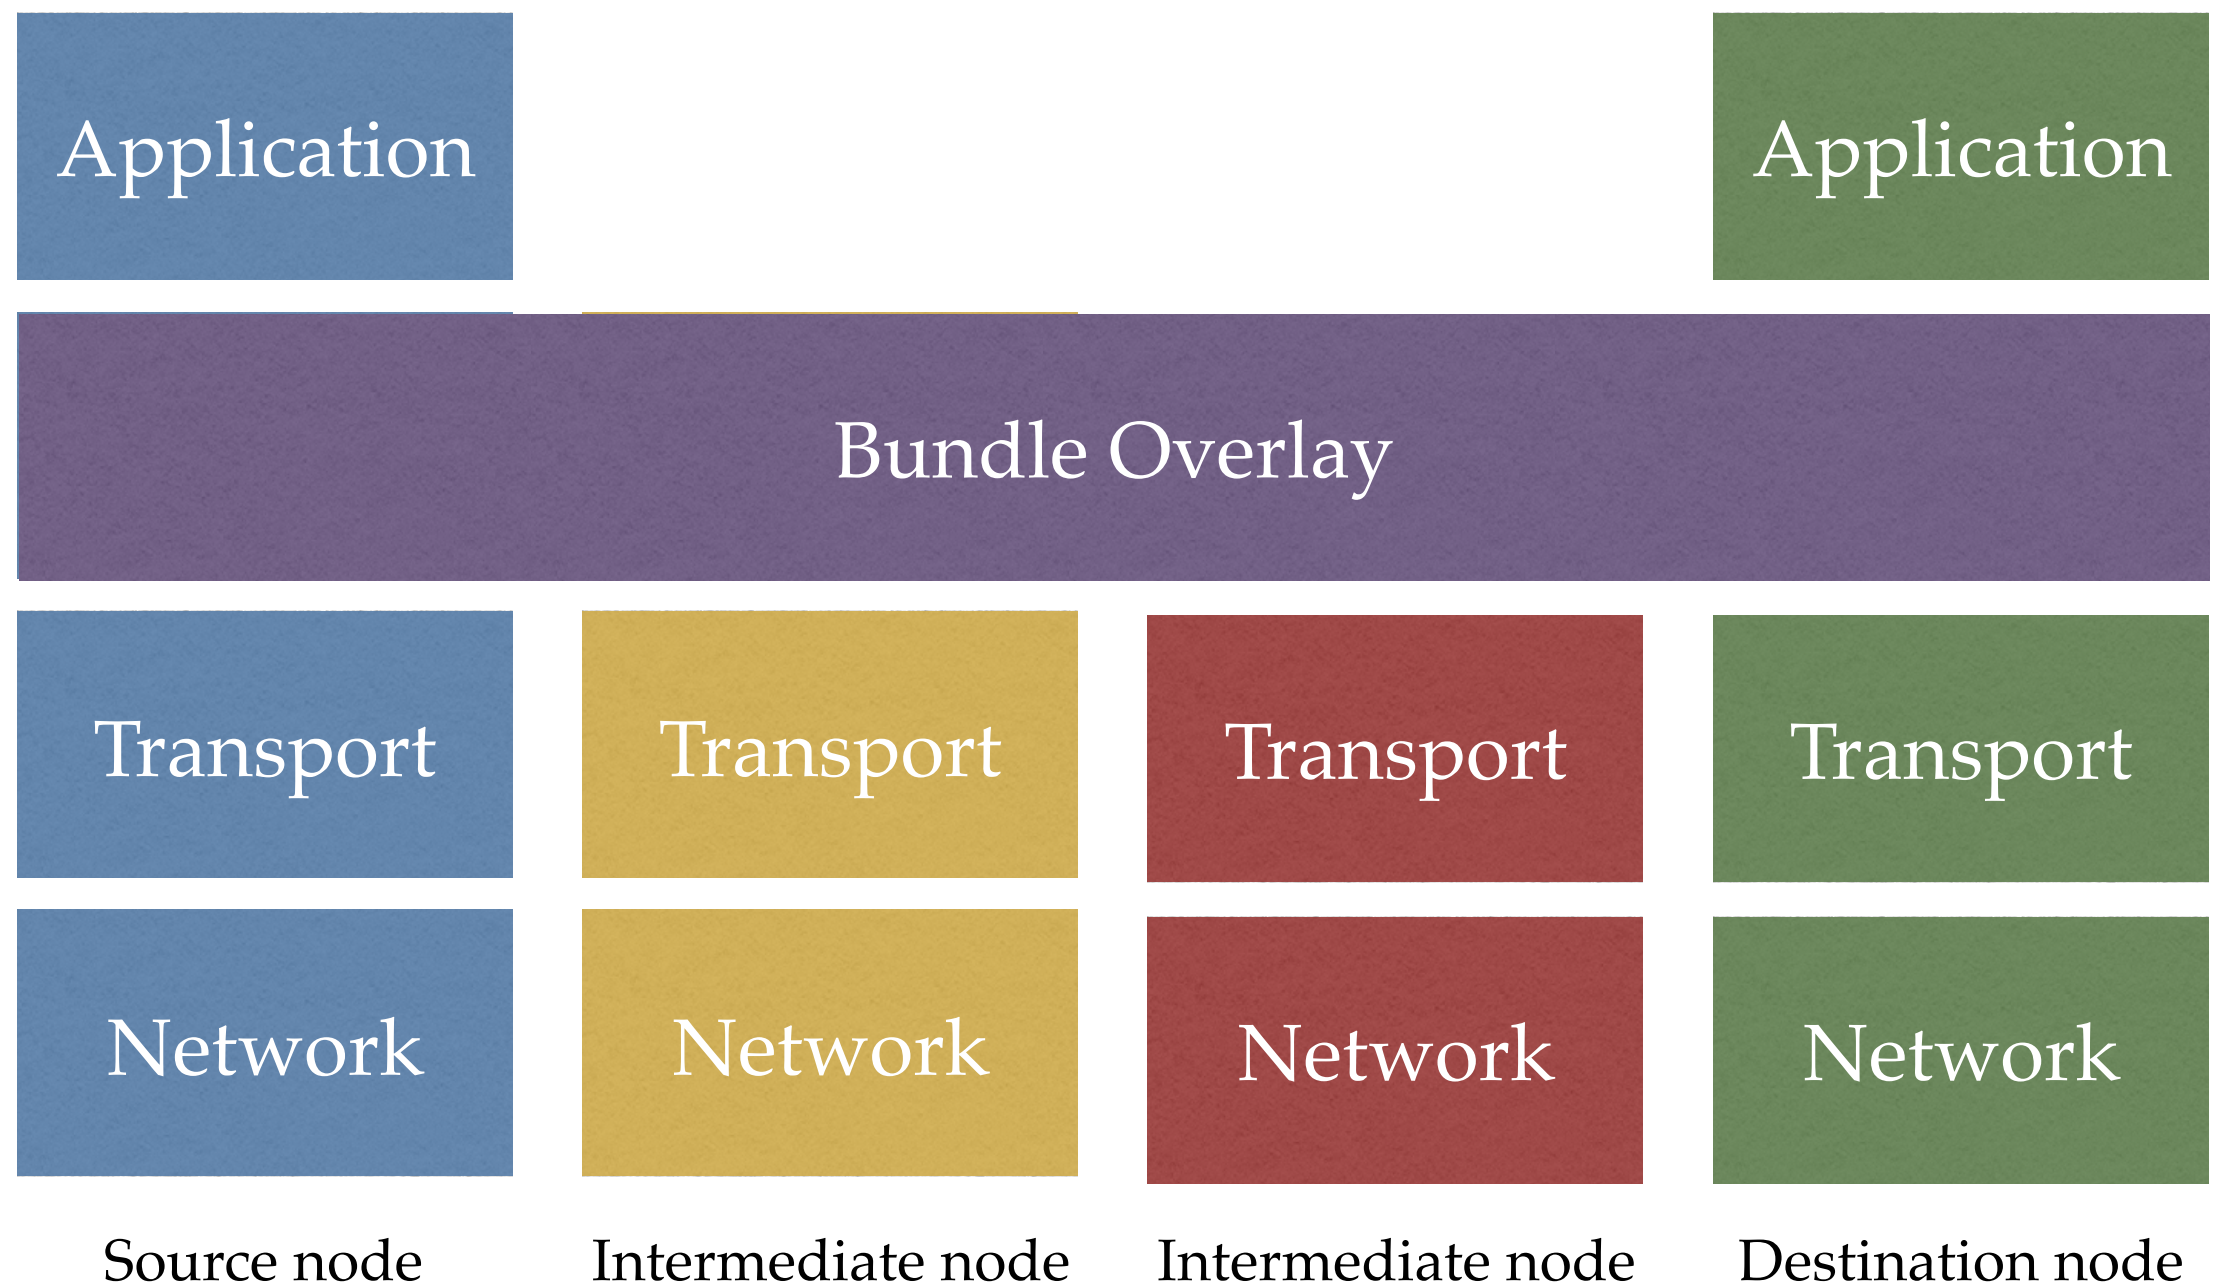 Application
Application
Bundle Overlay
Transport
Transport
Transport
Transport
Network
Network
Network
Network
Source node
Intermediate node
Intermediate node
Destination node